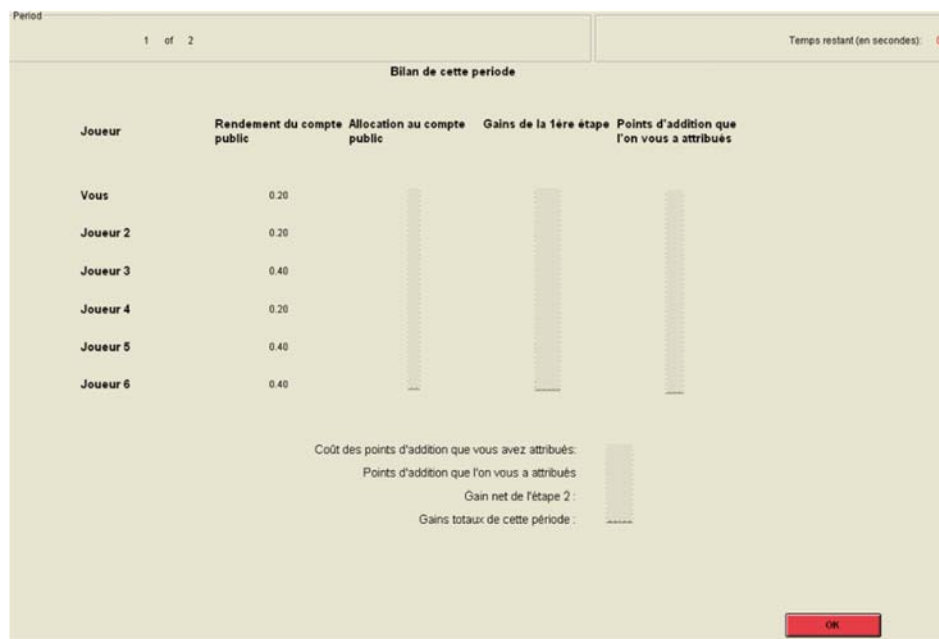 Period
1 of 2
Temps restant (en secondes): 0
Bilan de cette periode
Joueur
Rendement du compte public
Allocation au compte public
Gains de la 1ère étape
Points d'addition que l'on vous a attribués
Vous 0.20
Joueur 2 0.20
Joueur 3 0.40
Joueur 4 0.20
Joueur 5 0.40
Joueur 6 0.40
Coût des points d'addition que vous avez attribués:
Points d'addition que l'on vous a attribués
Gain net de l'étape 2 :
Gains totaux de cette période :
OK